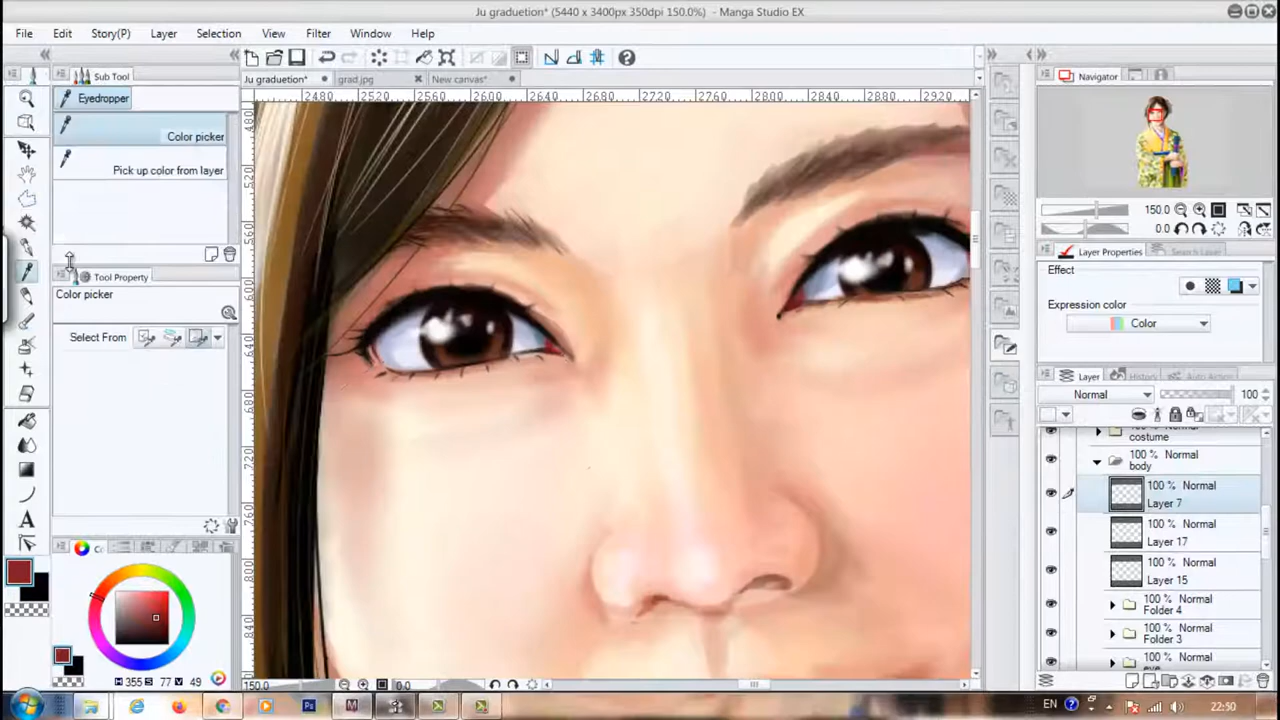 Ju graduetion* (5440 x 3400px 350dpi 150.0%) - Manga Studio EX
File Edit Story(P) Layer Selection View Filter Window Help
Sub Tool
Ju graduetion* grad.jpg New canvas*
Navigator
Eyedropper
2480 2520 2560 2600 2640 2680 2720 2760 2800 2840 2880 2920
Color picker
Pick up color from layer
150.0
0.0
Layer Properties Search Layer
Tool Property
Effect
Color picker
Expression color
Select From
Color
Layer History Auto Action
Normal 100
costume
100 % Normal
body
100 % Normal
Layer 7
100 % Normal
Layer 17
100 % Normal
Layer 15
100 % Normal
Folder 4
100 % Normal
Folder 3
100 % Normal
H 355 S 77 V 49
150.0 0.0
EN 22:50